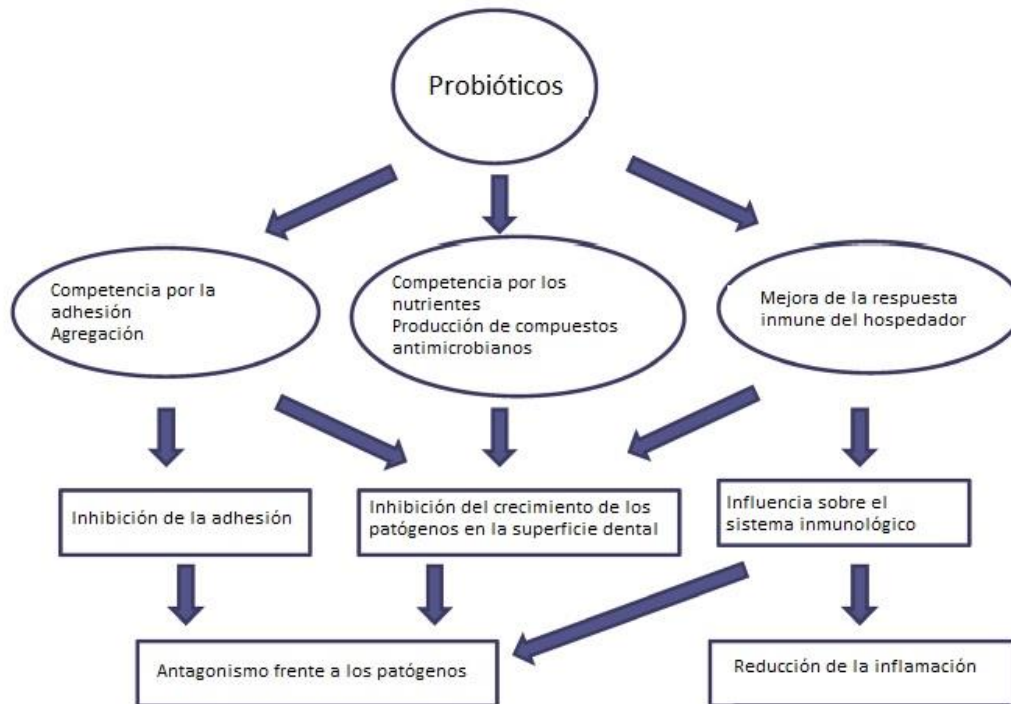 Probióticos
Competencia por la
adhesión
Agregación
Competencia por los
nutrientes
Producción de compuestos
antimicrobianos
Mejora de la respuesta
inmune del hospedador
Inhibición de la adhesión
Inhibición del crecimiento de los
patógenos en la superficie dental
Influencia sobre el
sistema inmunológico
Antagonismo frente a los patógenos
Reducción de la inflamación